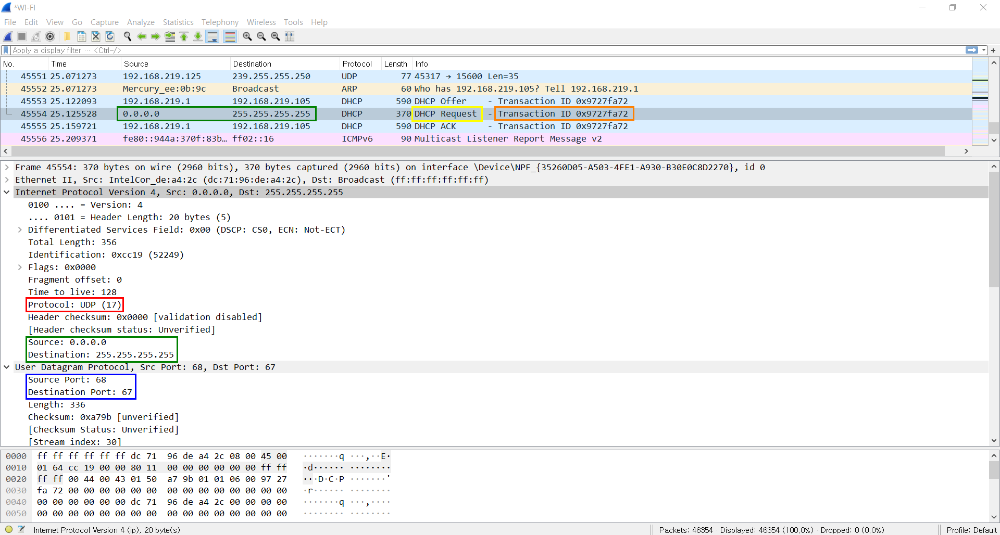 *Wi-Fi
File Edit View Go Capture Analyze Statistics Telephony Wireless Tools Help
Apply a display filter ... <Ctrl-/>
No. Time Source Destination Protocol Length Info
45551 25.071273 192.168.219.125 239.255.255.250 UDP 77 45317 → 15600 Len=35
45552 25.071273 Mercury_ee:0b:9c Broadcast ARP 60 Who has 192.168.219.105? Tell 192.168.219.1
45553 25.122093 192.168.219.1 192.168.219.105 DHCP 590 DHCP Offer - Transaction ID 0x9727fa72
45554 25.125528 0.0.0.0 255.255.255.255 DHCP 370 DHCP Request - Transaction ID 0x9727fa72
45555 25.159721 192.168.219.1 192.168.219.105 DHCP 590 DHCP ACK - Transaction ID 0x9727fa72
45556 25.209371 fe80::944a:370f:83b… ff02::16 ICMPv6 90 Multicast Listener Report Message v2
Frame 45554: 370 bytes on wire (2960 bits), 370 bytes captured (2960 bits) on interface \Device\NPF_{35260D05-A503-4FE1-A930-B30E0C8D2270}, id 0
Ethernet II, Src: IntelCor_de:a4:2c (dc:71:96:de:a4:2c), Dst: Broadcast (ff:ff:ff:ff:ff:ff)
Internet Protocol Version 4, Src: 0.0.0.0, Dst: 255.255.255.255
0100 .... = Version: 4
.... 0101 = Header Length: 20 bytes (5)
Differentiated Services Field: 0x00 (DSCP: CS0, ECN: Not-ECT)
Total Length: 356
Identification: 0xcc19 (52249)
Flags: 0x0000
Fragment offset: 0
Time to live: 128
Protocol: UDP (17)
Header checksum: 0x0000 [validation disabled]
[Header checksum status: Unverified]
Source: 0.0.0.0
Destination: 255.255.255.255
User Datagram Protocol, Src Port: 68, Dst Port: 67
Source Port: 68
Destination Port: 67
Length: 336
Checksum: 0xa79b [unverified]
[Checksum Status: Unverified]
[Stream index: 30]
0000 ff ff ff ff ff ff dc 71 96 de a4 2c 08 00 45 00 ·······q ···,··E·
0010 01 64 cc 19 00 00 80 11 00 00 00 00 00 00 ff ff ·d······ ········
0020 ff ff 00 44 00 43 01 50 a7 9b 01 01 06 00 97 27 ···D·C·P ·······'
0030 fa 72 00 00 00 00 00 00 00 00 00 00 00 00 00 00 ·r······ ········
0040 00 00 00 00 00 00 dc 71 96 de a4 2c 00 00 00 00 ·······q ···,····
0050 00 00 00 00 00 00 00 00 00 00 00 00 00 00 00 00 ········ ········
Internet Protocol Version 4 (ip), 20 byte(s) Packets: 46354 · Displayed: 46354 (100.0%) · Dropped: 0 (0.0%) Profile: Default